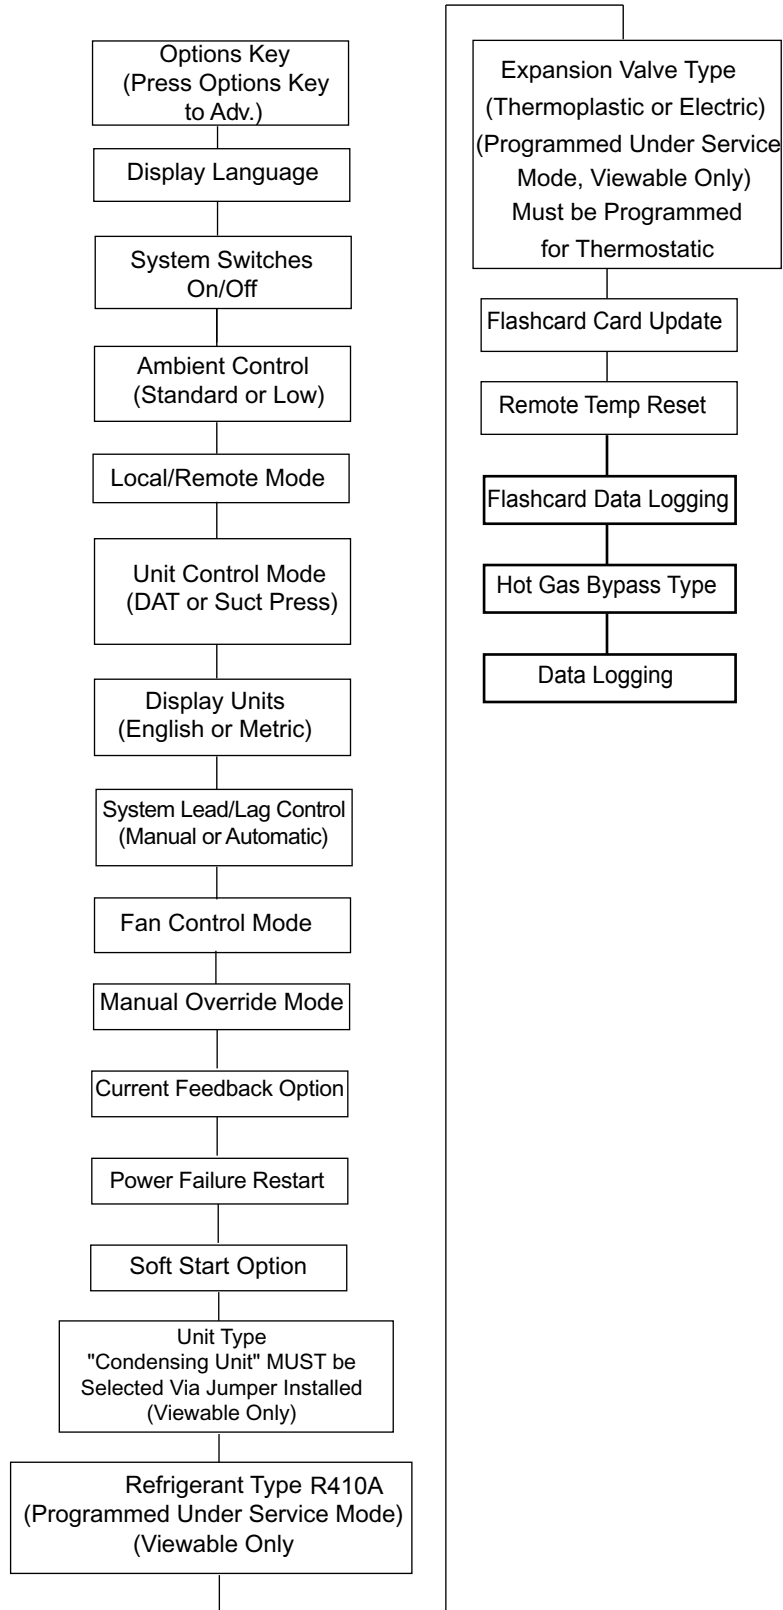 Options Key
(Press Options Key
to Adv.)
Display Language
System Switches
On/Off
Ambient Control
(Standard or Low)
Local/Remote Mode
Unit Control Mode
(DAT or Suct Press)
Display Units
(English or Metric)
System Lead/Lag Control
(Manual or Automatic)
Fan Control Mode
Manual Override Mode
Current Feedback Option
Power Failure Restart
Soft Start Option
Unit Type
"Condensing Unit" MUST be
Selected Via Jumper Installed
(Viewable Only)
Refrigerant Type R410A
(Programmed Under Service Mode)
(Viewable Only
Expansion Valve Type
(Thermoplastic or Electric)
(Programmed Under Service
Mode, Viewable Only)
Must be Programmed
for Thermostatic
Flashcard Card Update
Remote Temp Reset
Flashcard Data Logging
Hot Gas Bypass Type
Data Logging